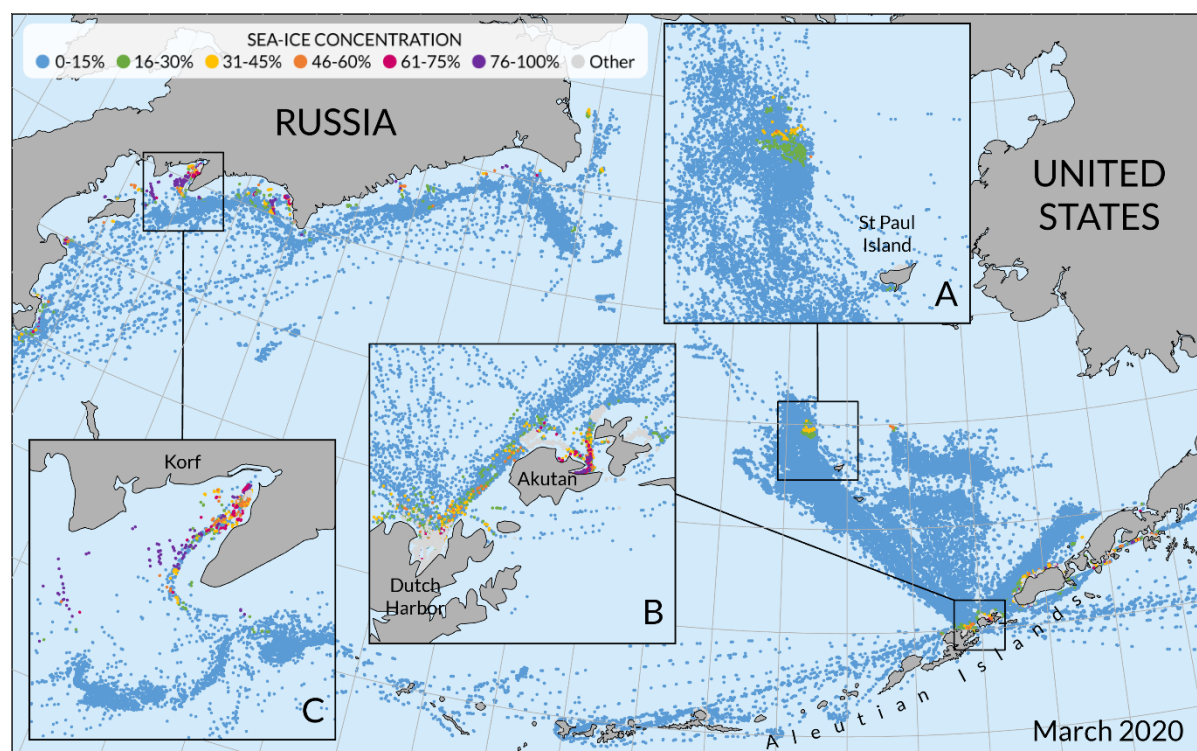 SEA-ICE CONCENTRATION
0-15% 16-30% 31-45% 46-60% 61-75% 76-100% Other
RUSSIA
UNITED
STATES
St Paul
Island
A
Korf
C
Akutan
Dutch
Harbor
B
Aleutian Islands
March 2020